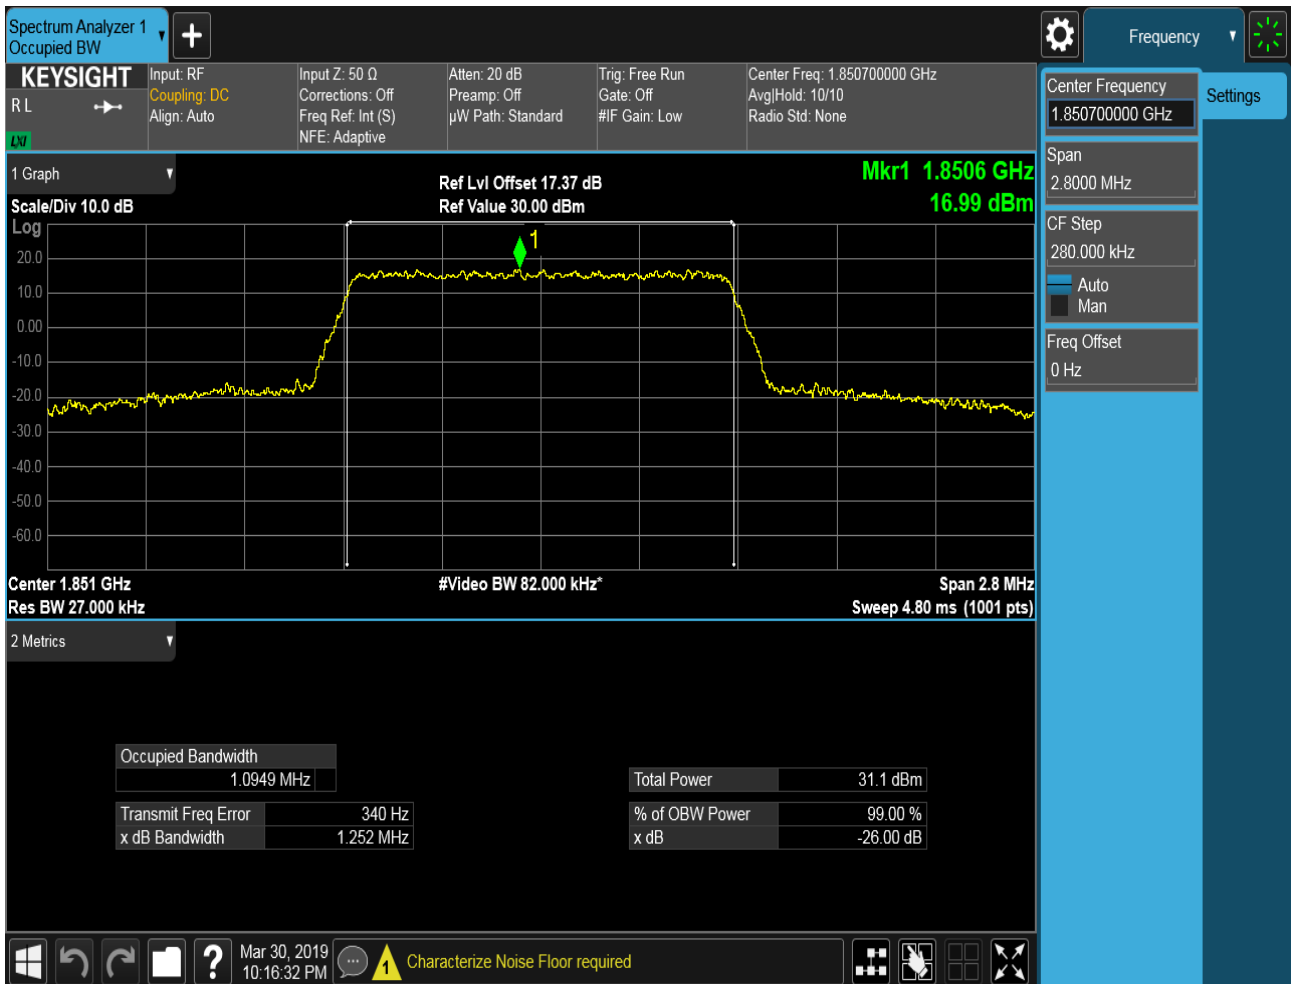 Spectrum Analyzer 1
Occupied BW
Frequency
KEYSIGHT
R L
LXI
Input: RF
Coupling: DC
Align: Auto
Input Z: 50 Ω
Corrections: Off
Freq Ref: Int (S)
NFE: Adaptive
Atten: 20 dB
Preamp: Off
µW Path: Standard
Trig: Free Run
Gate: Off
#IF Gain: Low
Center Freq: 1.850700000 GHz
Avg|Hold: 10/10
Radio Std: None
Center Frequency
1.850700000 GHz
Settings
Span
2.8000 MHz
CF Step
280.000 kHz
Auto
Man
Freq Offset
0 Hz
1 Graph
Scale/Div 10.0 dB
Log
Ref Lvl Offset 17.37 dB
Ref Value 30.00 dBm
Mkr1 1.8506 GHz
16.99 dBm
1
20.0
10.0
0.00
-10.0
-20.0
-30.0
-40.0
-50.0
-60.0
Center 1.851 GHz
Res BW 27.000 kHz
#Video BW 82.000 kHz*
Span 2.8 MHz
Sweep 4.80 ms (1001 pts)
2 Metrics
Occupied Bandwidth
1.0949 MHz
Transmit Freq Error 340 Hz
x dB Bandwidth 1.252 MHz
Total Power 31.1 dBm
% of OBW Power 99.00 %
x dB -26.00 dB
?
Mar 30, 2019
10:16:32 PM
1
Characterize Noise Floor required